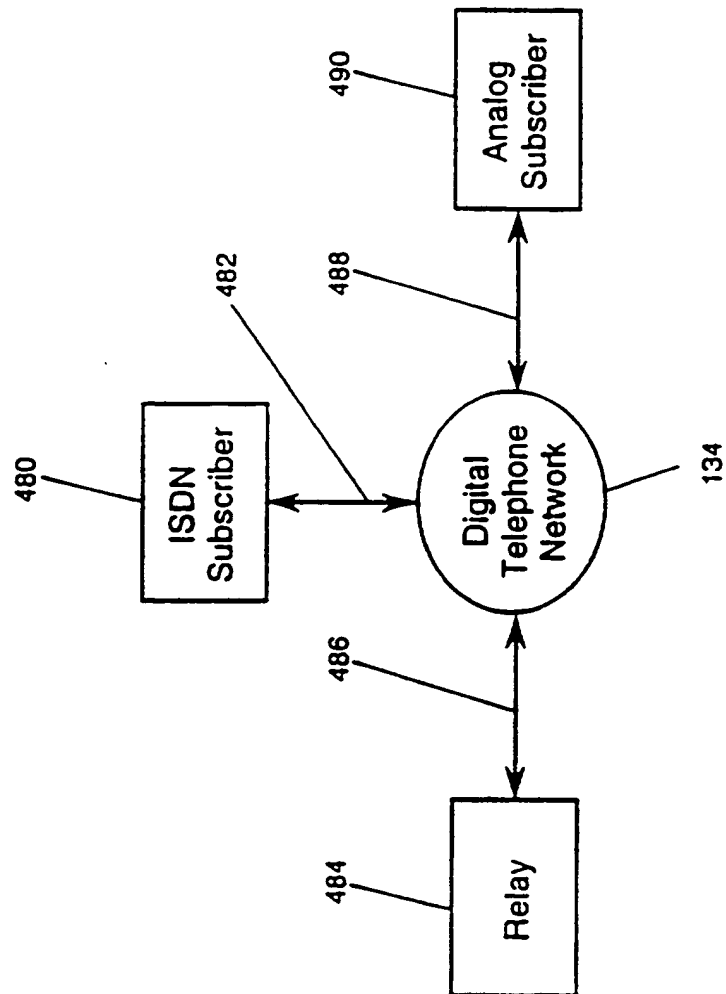 480
ISDN
Subscriber
482
484
Relay
486
Digital
Telephone
Network
134
488
490
Analog
Subscriber